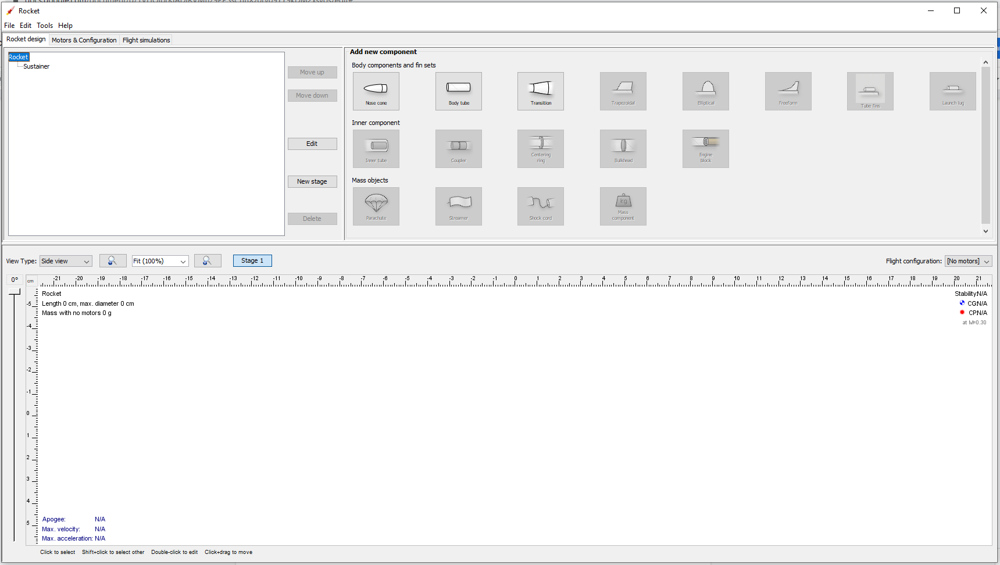 Rocket
File Edit Tools Help
Rocket design Motors & Configuration Flight simulations
Rocket
Sustainer
Move up
Move down
Edit
New stage
Delete
Add new component
Body components and fin sets
Nose cone Body tube Transition Trapezoidal Elliptical Freeform Tube fins Launch lug
Inner component
Inner tube Coupler Centering ring Bulkhead Engine block
Mass objects
KG
Parachute Streamer Shock cord Mass component
View Type: Side view Fit (100%) Stage 1 Flight configuration: [No motors]
0° cm -21 -20 -19 -18 -17 -16 -15 -14 -13 -12 -11 -10 -9 -8 -7 -6 -5 -4 -3 -2 -1 0 1 2 3 4 5 6 7 8 9 10 11 12 13 14 15 16 17 18 19 20 21
-5
-4
-3
-2
-1
0
1
2
3
4
5
Rocket
Length 0 cm, max. diameter 0 cm
Mass with no motors 0 g
Stability:N/A
CG:N/A
CP:N/A
at M=0.30
Apogee: N/A
Max. velocity: N/A
Max. acceleration: N/A
Click to select Shift+click to select other Double-click to edit Click+drag to move